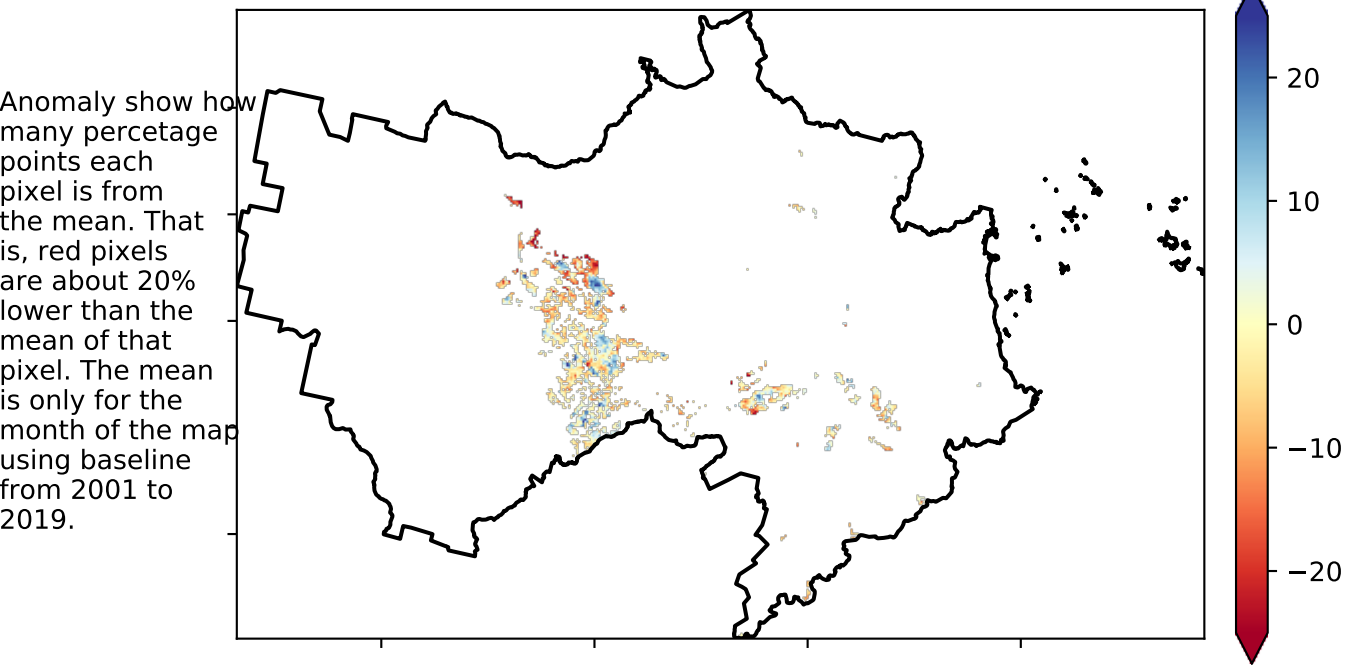 Anomaly show how
many percetage
points each
pixel is from
the mean. That
is, red pixels
are about 20%
lower than the
mean of that
pixel. The mean
is only for the
month of the map
using baseline
from 2001 to
2019.
20
10
0
−10
−20